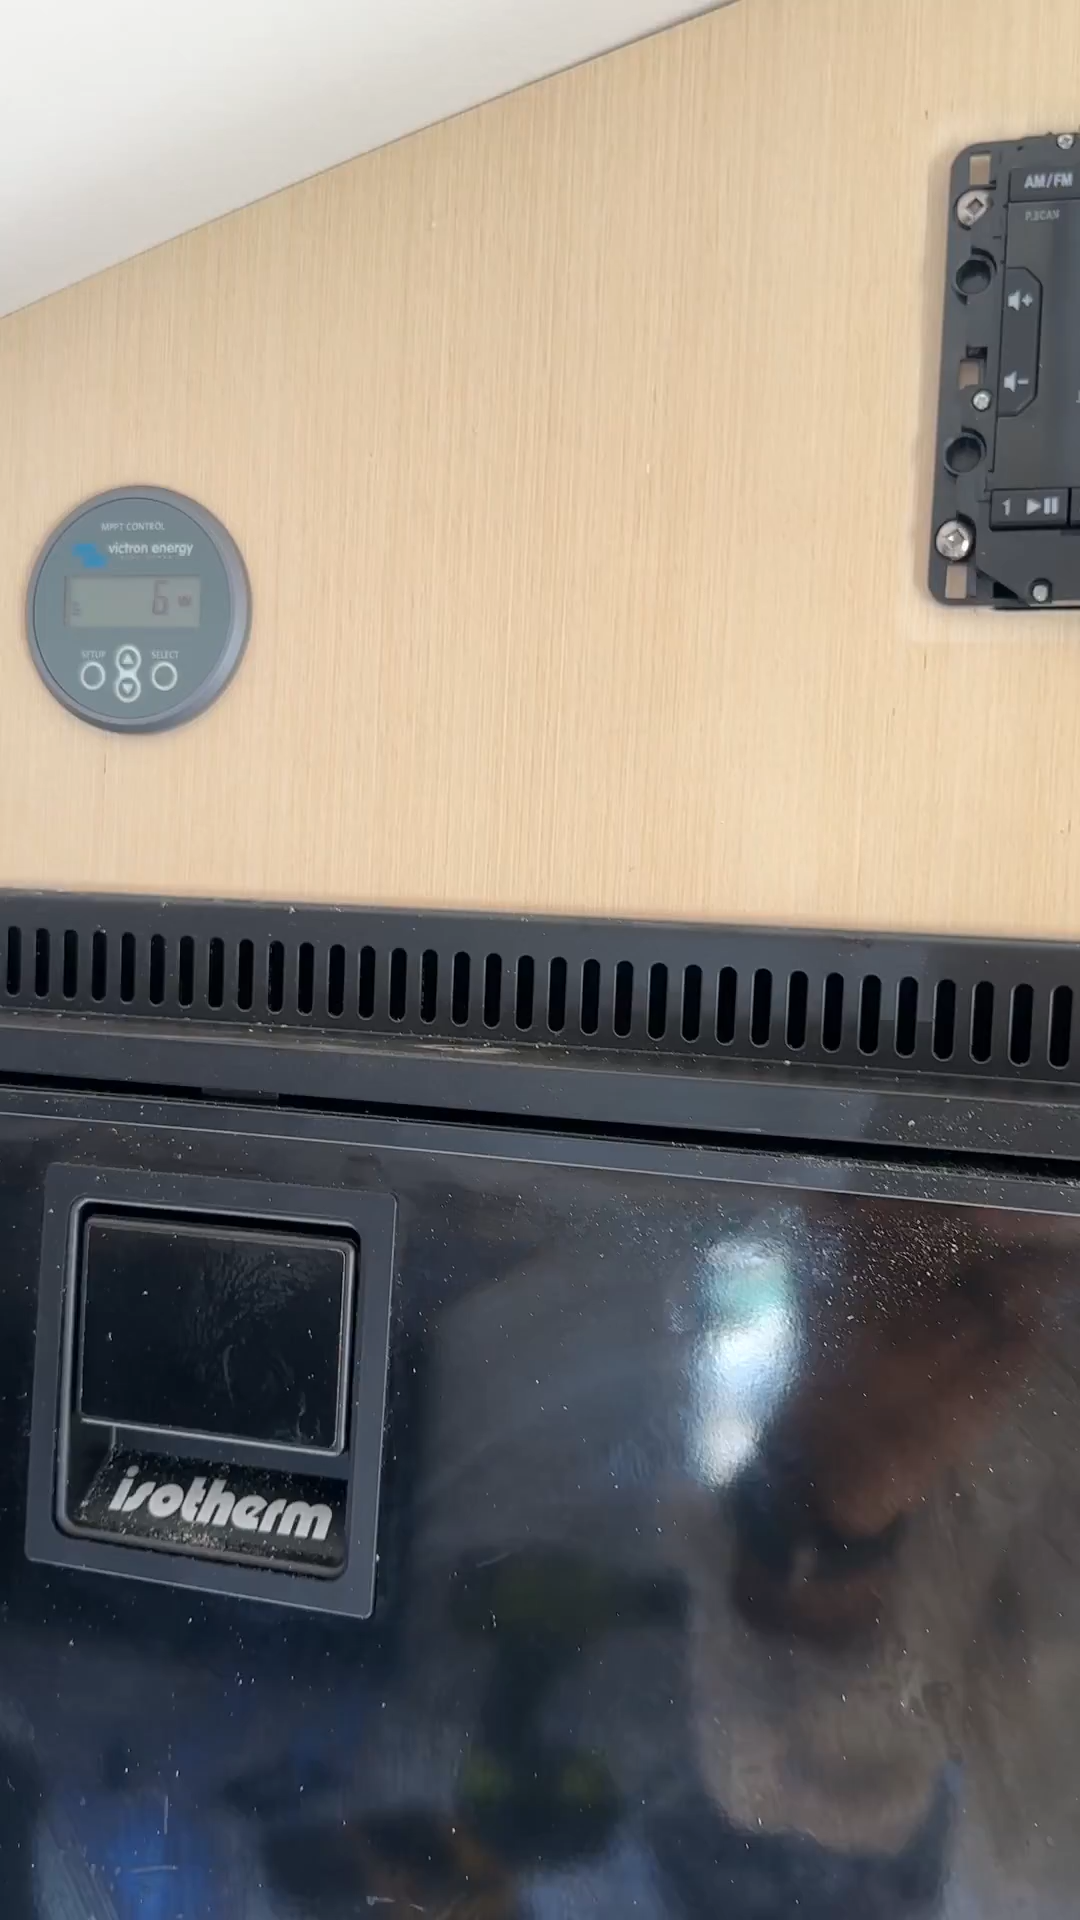 AM/FM
P.SCAN
MPPT CONTROL
victron energy
6
SETUP
SELECT
1
isotherm